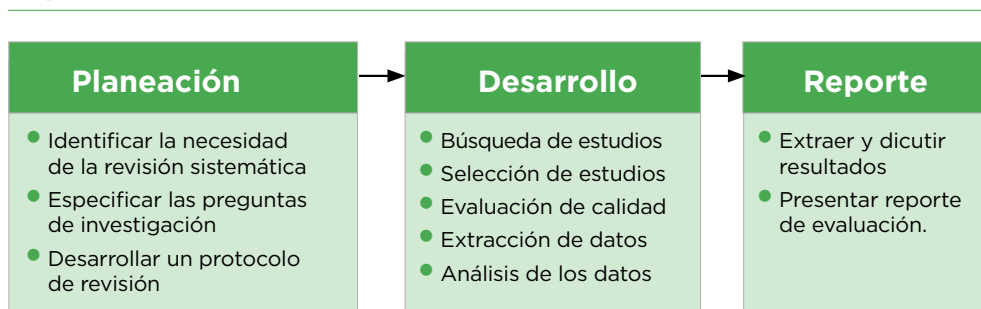 Planeación
Identificar la necesidad
de la revisión sistemática
Especificar las preguntas
de investigación
Desarrollar un protocolo
de revisión
Desarrollo
Búsqueda de estudios
Selección de estudios
Evaluación de calidad
Extracción de datos
Análisis de los datos
Reporte
Extraer y dicutir
resultados
Presentar reporte
de evaluación.